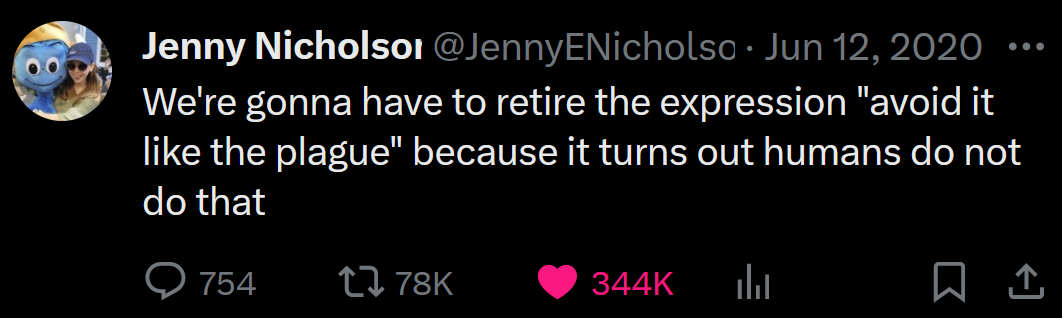 Jenny Nicholson @JennyENicholso · Jun 12, 2020
We're gonna have to retire the expression "avoid it
like the plague" because it turns out humans do not
do that
754 78K 344K